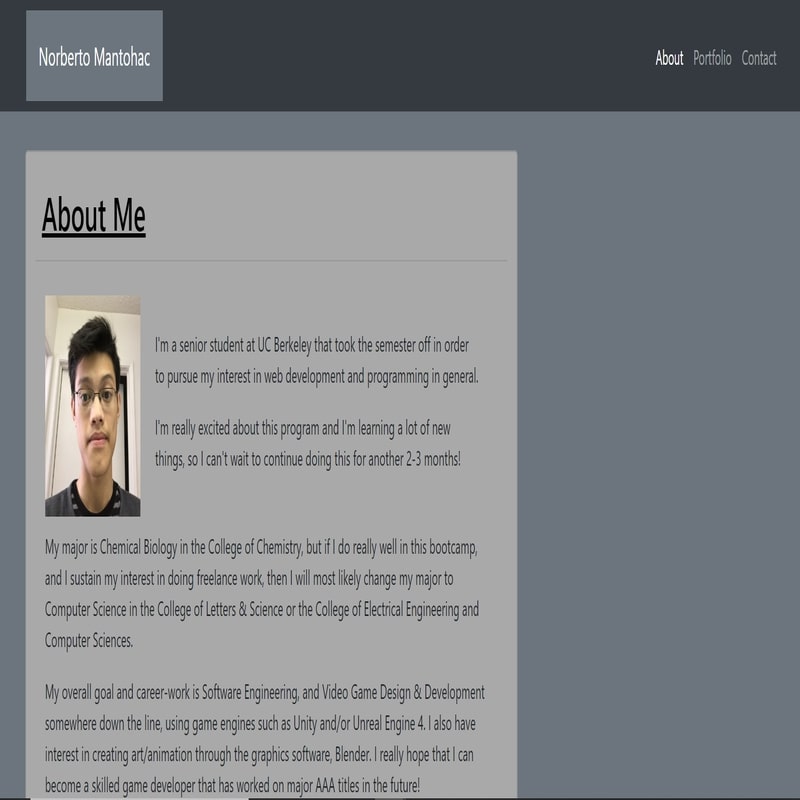 Norberto Mantohac
About Portfolio Contact
About Me
I'm a senior student at UC Berkeley that took the semester off in order
to pursue my interest in web development and programming in general.
I'm really excited about this program and I'm learning a lot of new
things, so I can't wait to continue doing this for another 2-3 months!
My major is Chemical Biology in the College of Chemistry, but if I do really well in this bootcamp,
and I sustain my interest in doing freelance work, then I will most likely change my major to
Computer Science in the College of Letters & Science or the College of Electrical Engineering and
Computer Sciences.
My overall goal and career-work is Software Engineering, and Video Game Design & Development
somewhere down the line, using game engines such as Unity and/or Unreal Engine 4. I also have
interest in creating art/animation through the graphics software, Blender. I really hope that I can
become a skilled game developer that has worked on major AAA titles in the future!